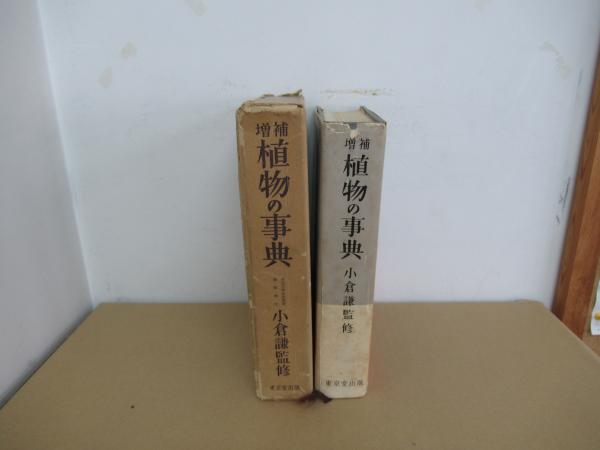 増補
植物の事典
小倉謙監修
東京堂出版
増補
植物の事典
小倉謙監修
東京堂出版